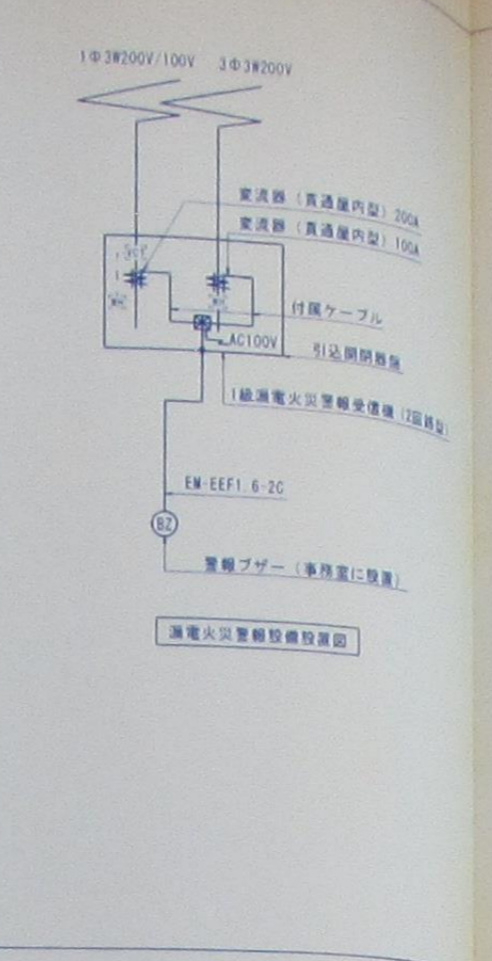 1Φ3W200V/100V 3Φ3W200V
変流器（貫通屋内型）200A
変流器（貫通屋内型）100A
付属ケーブル
AC100V
引込開閉器盤
1級漏電火災警報受信機（2回路型）
EM-EEF1.6-2C
BZ
警報ブザー（事務室に設置）
漏電火災警報設備設置図